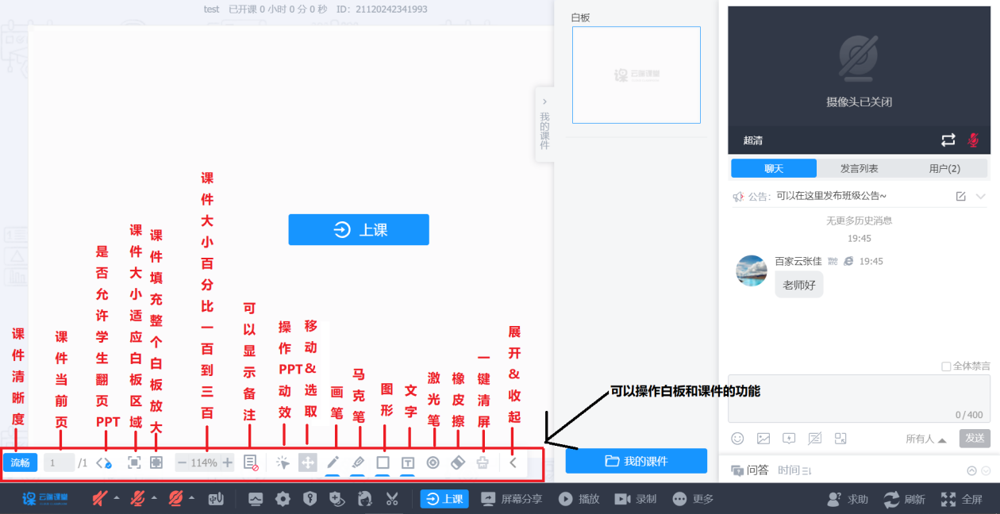 test 已开课 0 小时 0 分 0 秒 ID: 21120242341993
白板
云端课堂
我的课件
上课
课件清晰度
课件当前页
是否允许学生翻页PPT
课件大小适应白板区域
课件填充整个白板放大
课件大小百分比一百到三百
可以显示备注
操作PPT动效
移动&选取
画笔
马克笔
图形
文字
激光笔
橡皮擦
一键清屏
展开&收起
可以操作白板和课件的功能
流畅 1 /1 114%
我的课件
摄像头已关闭
超清
聊天 发言列表 用户(2)
公告: 可以在这里发布班级公告~
无更多历史消息
19:45
百家云张佳 19:45
老师好
全体禁言
0/400
所有人 发送
问答 时间
云端课堂 上课 屏幕分享 播放 录制 更多 求助 刷新 全屏